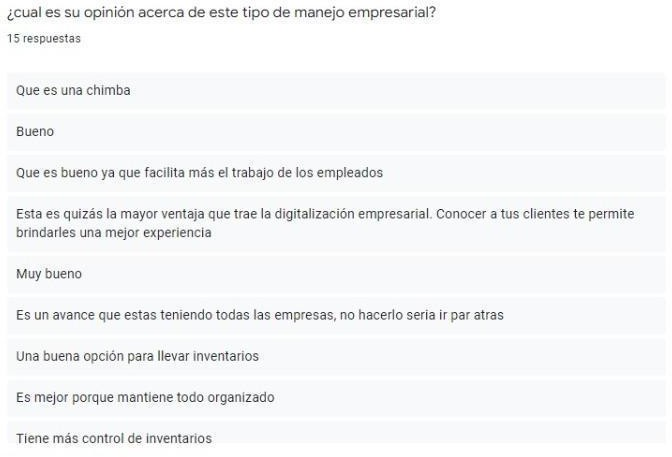 ¿cual es su opinión acerca de este tipo de manejo empresarial?
15 respuestas
Que es una chimba
Bueno
Que es bueno ya que facilita más el trabajo de los empleados
Esta es quizás la mayor ventaja que trae la digitalización empresarial. Conocer a tus clientes te permite
brindarles una mejor experiencia
Muy bueno
Es un avance que estas teniendo todas las empresas, no hacerlo seria ir par atras
Una buena opción para llevar inventarios
Es mejor porque mantiene todo organizado
Tiene más control de inventarios